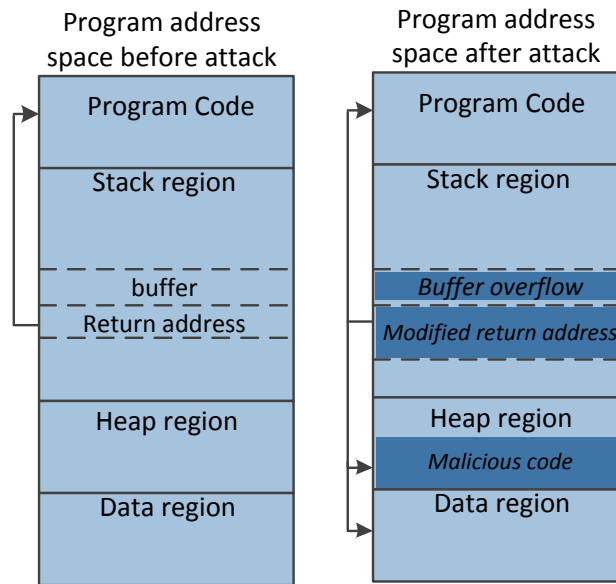 Program address
space before attack
Program Code
Stack region
buffer
Return address
Heap region
Data region
Program address
space after attack
Program Code
Stack region
Buffer overflow
Modified return address
Heap region
Malicious code
Data region